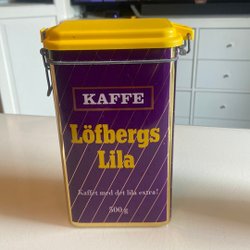 KAFFE
Löfbergs
Lila
Kaffet med det lila extra!
500 g